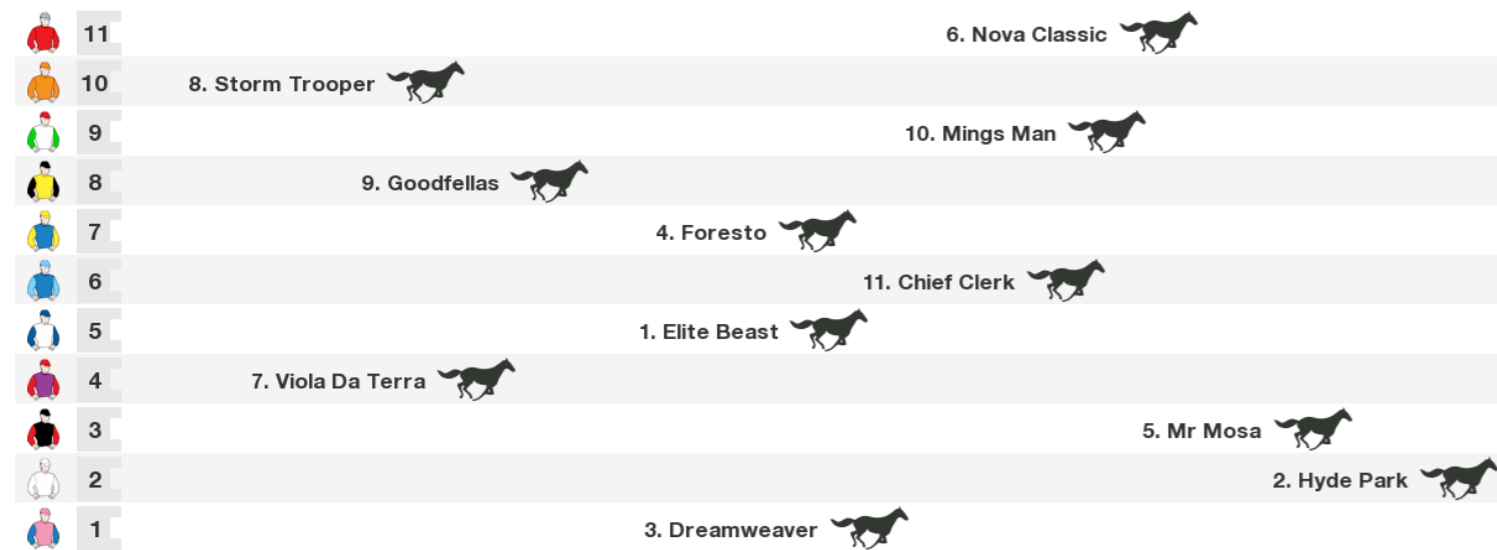 11 6. Nova Classic
10 8. Storm Trooper
9 10. Mings Man
8 9. Goodfellas
7 4. Foresto
6 11. Chief Clerk
5 1. Elite Beast
4 7. Viola Da Terra
3 5. Mr Mosa
2 2. Hyde Park
1 3. Dreamweaver